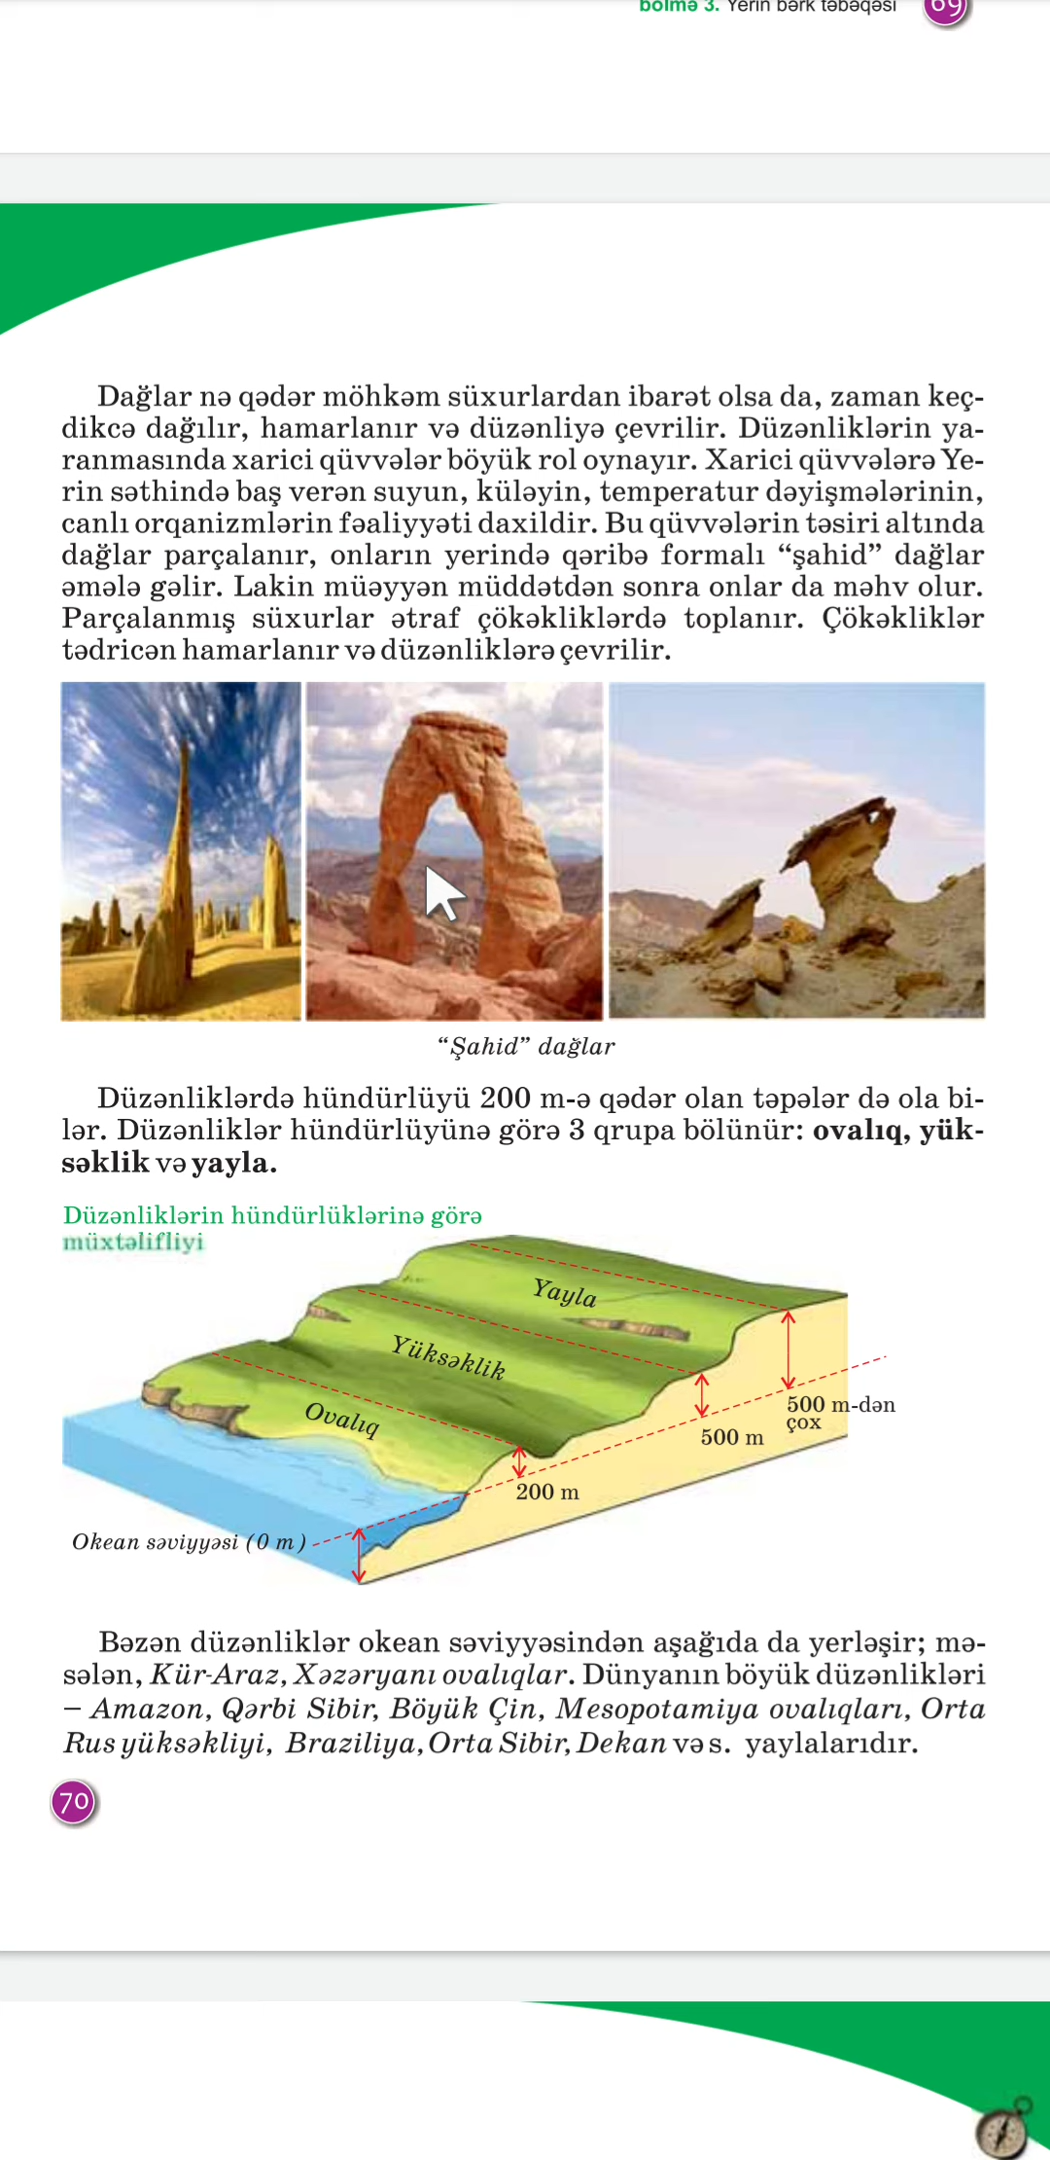 bölmə 3. Yerin bərk təbəqəsi 69
Dağlar nə qədər möhkəm süxurlardan ibarət olsa da, zaman keç-
dikcə dağılır, hamarlanır və düzənliyə çevrilir. Düzənliklərin ya-
ranmasında xarici qüvvələr böyük rol oynayır. Xarici qüvvələrə Ye-
rin səthində baş verən suyun, küləyin, temperatur dəyişmələrinin,
canlı orqanizmlərin fəaliyyəti daxildir. Bu qüvvələrin təsiri altında
dağlar parçalanır, onların yerində qəribə formalı “şahid” dağlar
əmələ gəlir. Lakin müəyyən müddətdən sonra onlar da məhv olur.
Parçalanmış süxurlar ətraf çökəkliklərdə toplanır. Çökəkliklər
tədricən hamarlanır və düzənliklərə çevrilir.
“Şahid” dağlar
Düzənliklərdə hündürlüyü 200 m-ə qədər olan təpələr də ola bi-
lər. Düzənliklər hündürlüyünə görə 3 qrupa bölünür: ovalıq, yük-
səklik və yayla.
Düzənliklərin hündürlüklərinə görə
müxtəlifliyi
Yayla
Yüksəklik
Ovalıq
500 m-dən
çox
500 m
200 m
Okean səviyyəsi (0 m)
Bəzən düzənliklər okean səviyyəsindən aşağıda da yerləşir; mə-
sələn, Kür-Araz, Xəzəryanı ovalıqlar. Dünyanın böyük düzənlikləri
– Amazon, Qərbi Sibir, Böyük Çin, Mesopotamiya ovalıqları, Orta
Rus yüksəkliyi, Braziliya, Orta Sibir, Dekan və s. yaylalarıdır.
70